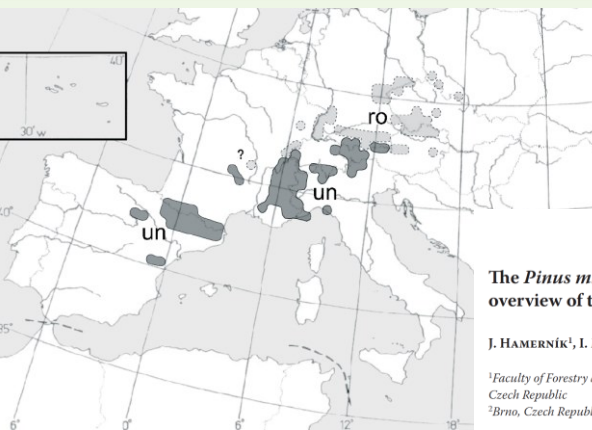 40°
30° w
ro
?
un
un
40°
35°
6°
0°
6°
12°
18°
The Pinus m
overview of t
J. HAMERNÍK¹, I.
¹Faculty of Forestry
Czech Republic
²Brno, Czech Republ